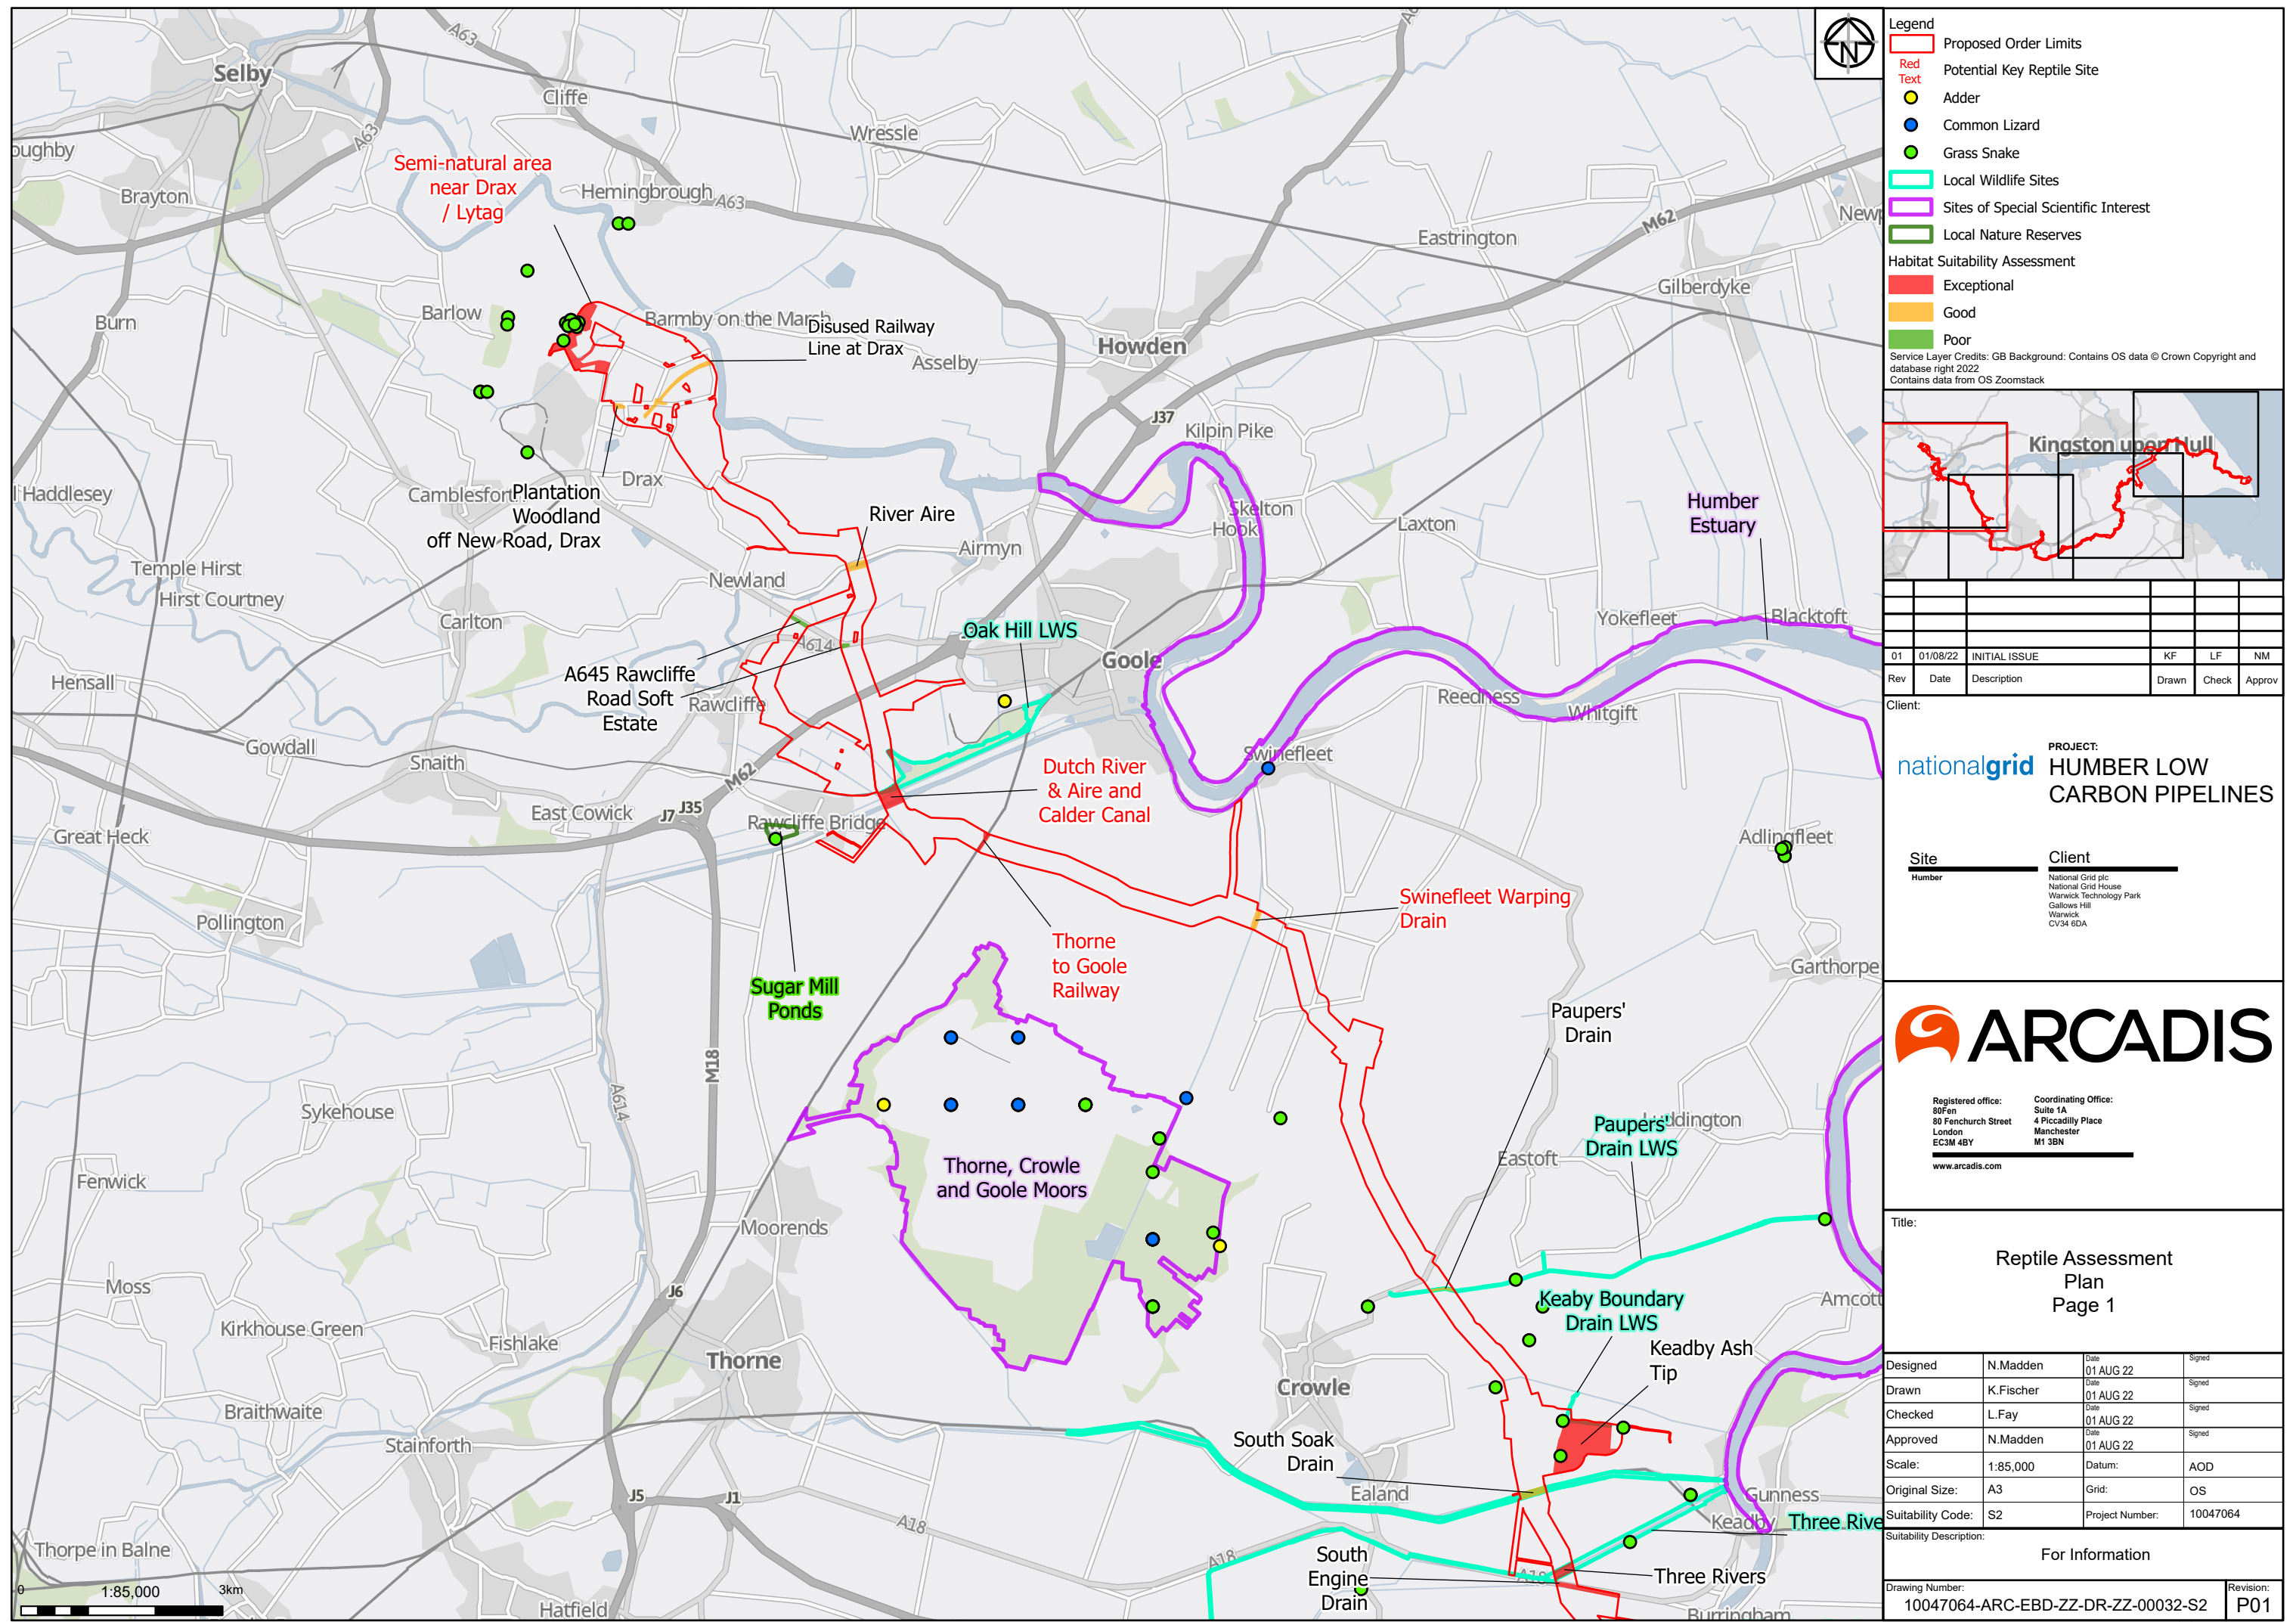 Selby
A63
Cliffe
A63
Wressle
Brayton
Semi-natural area
near Drax
/ Lytag
Hemingbrough
A63
M62
Eastrington
Gilberdyke
Barlow
Burn
Barmby on the Marsh
Disused Railway
Line at Drax
Asselby
Howden
J37
Kilpin Pike
Camblesfort
Drax
Plantation
Woodland
off New Road, Drax
River Aire
Airmyn
Skelton
Hook
Laxton
Humber
Estuary
Temple Hirst
Hirst Courtney
Newland
Carlton
A614
Oak Hill LWS
Goole
Yokefleet
Blacktoft
A645 Rawcliffe
Road Soft
Estate
Rawcliffe
Hensall
Reedness
Whitgift
Gowdall
Snaith
M62
Swinefleet
Dutch River
& Aire and
Calder Canal
East Cowick
J7
J35
Rawcliffe Bridge
Great Heck
Adlingfleet
Swinefleet Warping
Drain
Pollington
Thorne
to Goole
Railway
Sugar Mill
Ponds
Garthorpe
Paupers'
Drain
M18
A614
Sykehouse
Paupers'
Drain LWS
Eastoft
Thorne, Crowle
and Goole Moors
Fenwick
Moorends
Moss
J6
Keaby Boundary
Drain LWS
Kirkhouse Green
Fishlake
Thorne
Keadby Ash
Tip
Crowle
Braithwaite
Stainforth
South Soak
Drain
Ealand
J5
J1
A18
Gunness
Keadby
Three Rive
Thorpe in Balne
A18
South
Engine
Drain
A18
Three Rivers
Hatfield
Burringham
0
1:85,000
3km
N
Legend
Proposed Order Limits
Red
Text
Potential Key Reptile Site
Adder
Common Lizard
Grass Snake
Local Wildlife Sites
Sites of Special Scientific Interest
Local Nature Reserves
Habitat Suitability Assessment
Exceptional
Good
Poor
Service Layer Credits: GB Background: Contains OS data © Crown Copyright and
database right 2022
Contains data from OS Zoomstack
Kingston upon Hull
01 01/08/22 INITIAL ISSUE KF LF NM
Rev Date Description Drawn Check Approv
Client:
nationalgrid
PROJECT:
HUMBER LOW
CARBON PIPELINES
Site
Humber
Client
National Grid plc
National Grid House
Warwick Technology Park
Gallows Hill
Warwick
CV34 6DA
ARCADIS
Registered office:
80Fen
80 Fenchurch Street
London
EC3M 4BY
Coordinating Office:
Suite 1A
4 Piccadilly Place
Manchester
M1 3BN
www.arcadis.com
Title:
Reptile Assessment
Plan
Page 1
Designed N.Madden Date 01 AUG 22 Signed
Drawn K.Fischer Date 01 AUG 22 Signed
Checked L.Fay Date 01 AUG 22 Signed
Approved N.Madden Date 01 AUG 22 Signed
Scale: 1:85,000 Datum: AOD
Original Size: A3 Grid: OS
Suitability Code: S2 Project Number: 10047064
Suitability Description:
For Information
Drawing Number:
10047064-ARC-EBD-ZZ-DR-ZZ-00032-S2
Revision:
P01